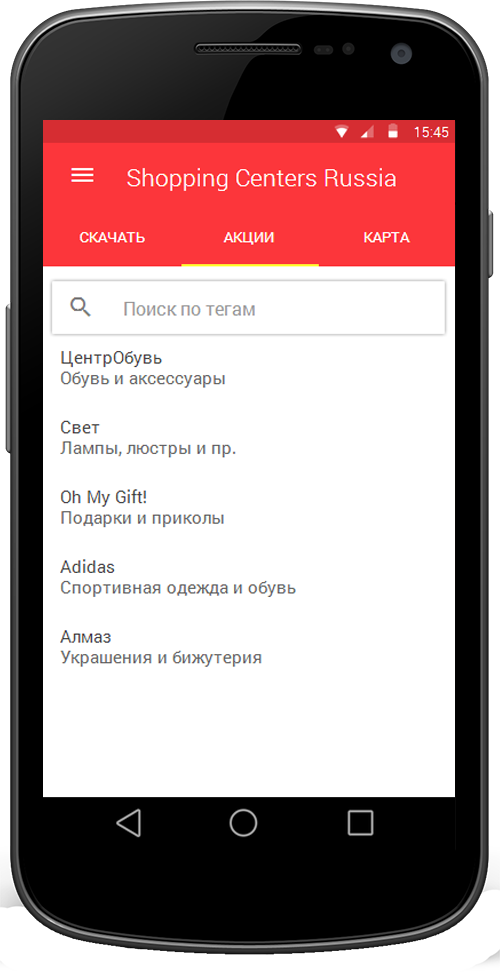 15:45
Shopping Centers Russia
СКАЧАТЬ АКЦИИ КАРТА
Поиск по тегам
ЦентрОбувь
Обувь и аксессуары
Свет
Лампы, люстры и пр.
Oh My Gift!
Подарки и приколы
Adidas
Спортивная одежда и обувь
Алмаз
Украшения и бижутерия